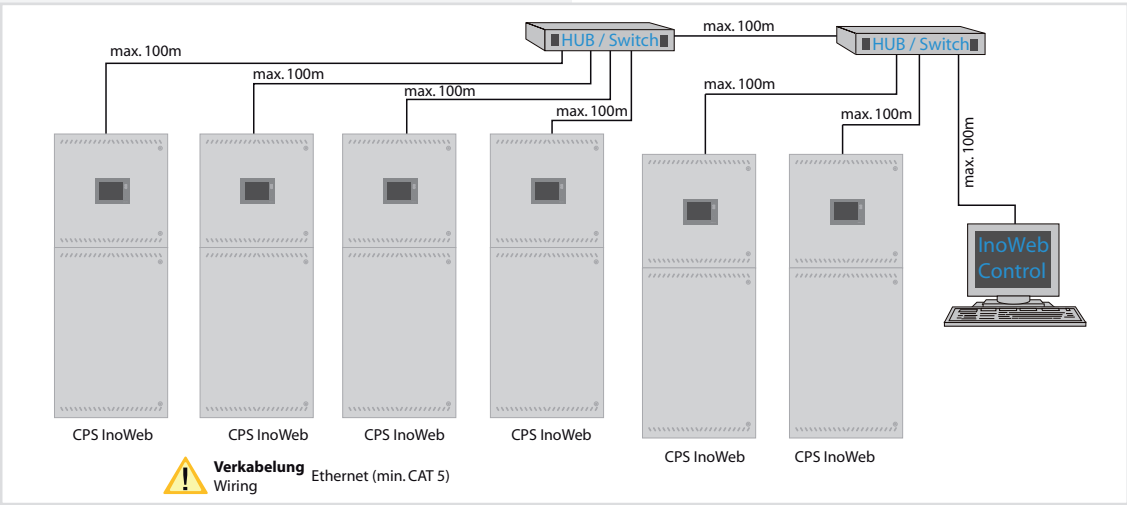 HUB / Switch
max. 100m
HUB / Switch
max. 100m
max. 100m
max. 100m
max. 100m
max. 100m
max. 100m
max. 100m
InoWeb
Control
CPS InoWeb
CPS InoWeb
CPS InoWeb
CPS InoWeb
CPS InoWeb
CPS InoWeb
Verkabelung
Wiring
Ethernet (min. CAT 5)